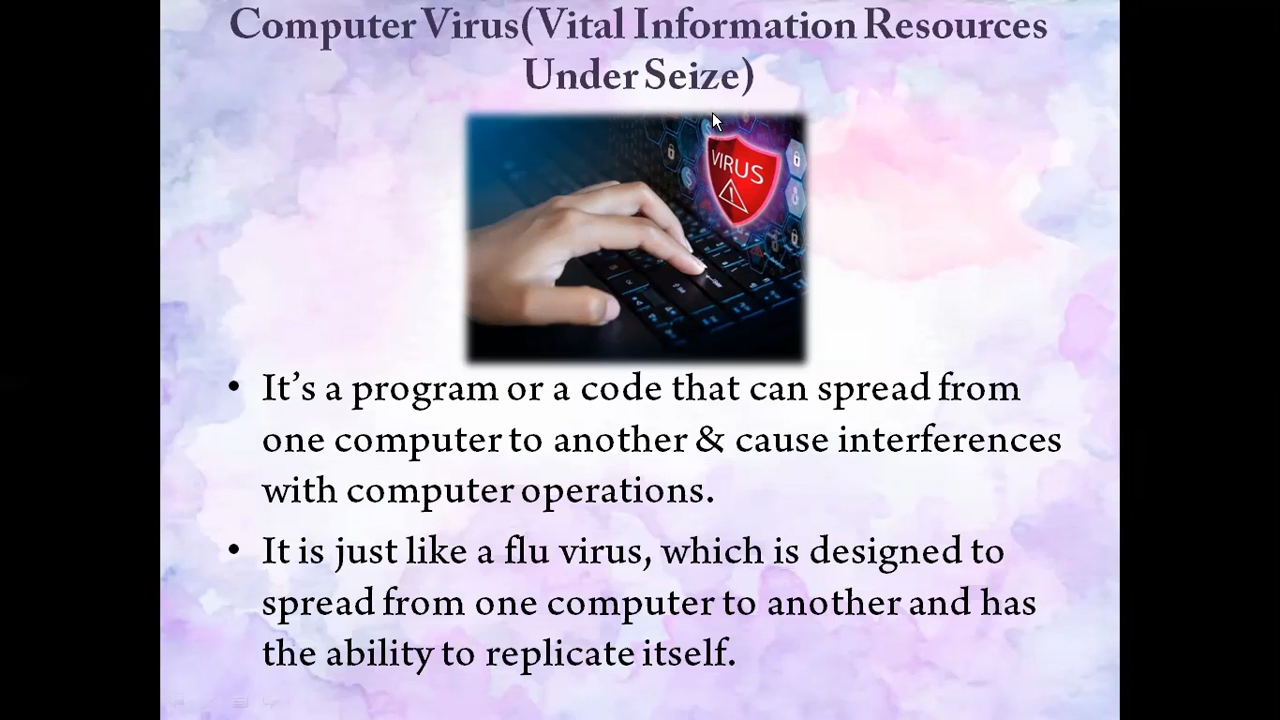 Computer Virus(Vital Information Resources
Under Seize)
VIRUS
• It's a program or a code that can spread from
one computer to another & cause interferences
with computer operations.
• It is just like a flu virus, which is designed to
spread from one computer to another and has
the ability to replicate itself.